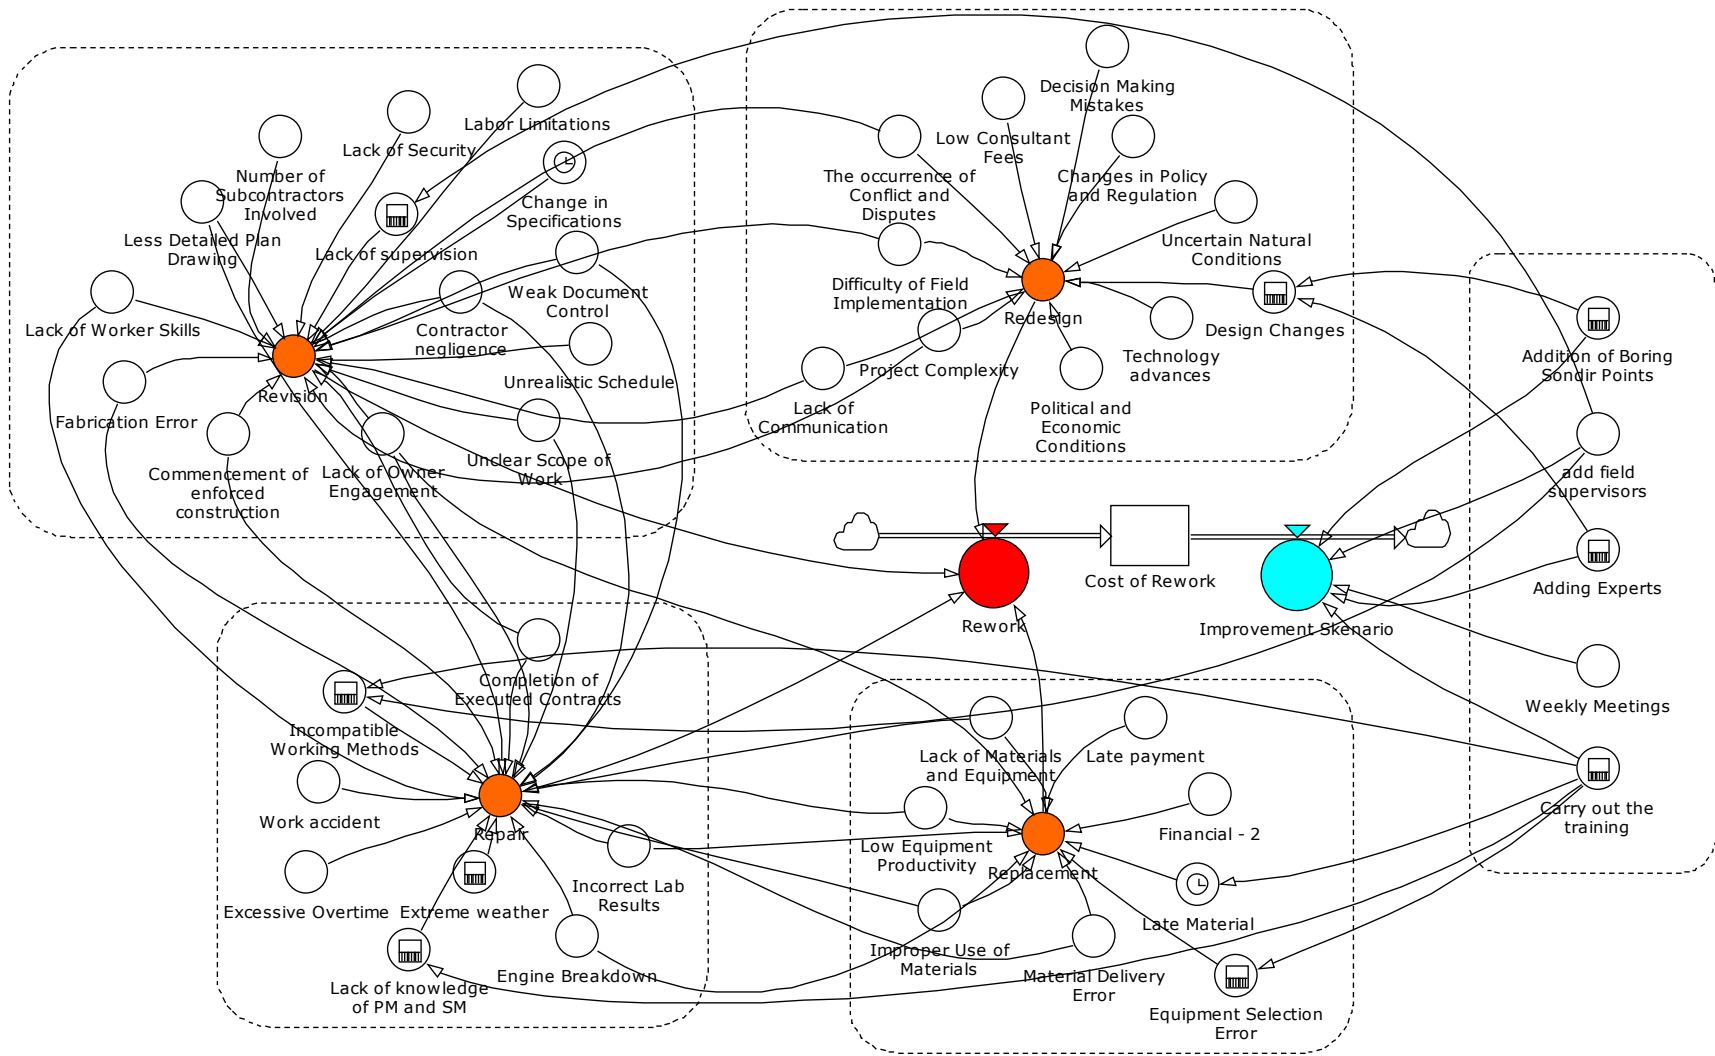 Labor Limitations
Lack of Security
Number of
Subcontractors
Involved
Change in
Specifications
Less Detailed Plan
Drawing
Lack of supervision
Weak Document
Control
Lack of Worker Skills
Contractor
negligence
Unrealistic Schedule
Revision
Fabrication Error
Unclear Scope of
Work
Commencement of
enforced
construction
Lack of Owner
Engagement
Decision Making
Mistakes
Low Consultant
Fees
The occurrence of
Conflict and
Disputes
Changes in Policy
and Regulation
Uncertain Natural
Conditions
Difficulty of Field
Implementation
Redesign
Design Changes
Project Complexity
Technology
advances
Lack of
Communication
Political and
Economic
Conditions
Addition of Boring
Sondir Points
add field
supervisors
Adding Experts
Weekly Meetings
Carry out the
training
Cost of Rework
Rework
Improvement Skenario
Completion of
Executed Contracts
Incompatible
Working Methods
Work accident
Repair
Excessive Overtime
Extreme weather
Incorrect Lab
Results
Lack of knowledge
of PM and SM
Engine Breakdown
Lack of Materials
and Equipment
Late payment
Low Equipment
Productivity
Financial - 2
Replacement
Late Material
Improper Use of
Materials
Material Delivery
Error
Equipment Selection
Error